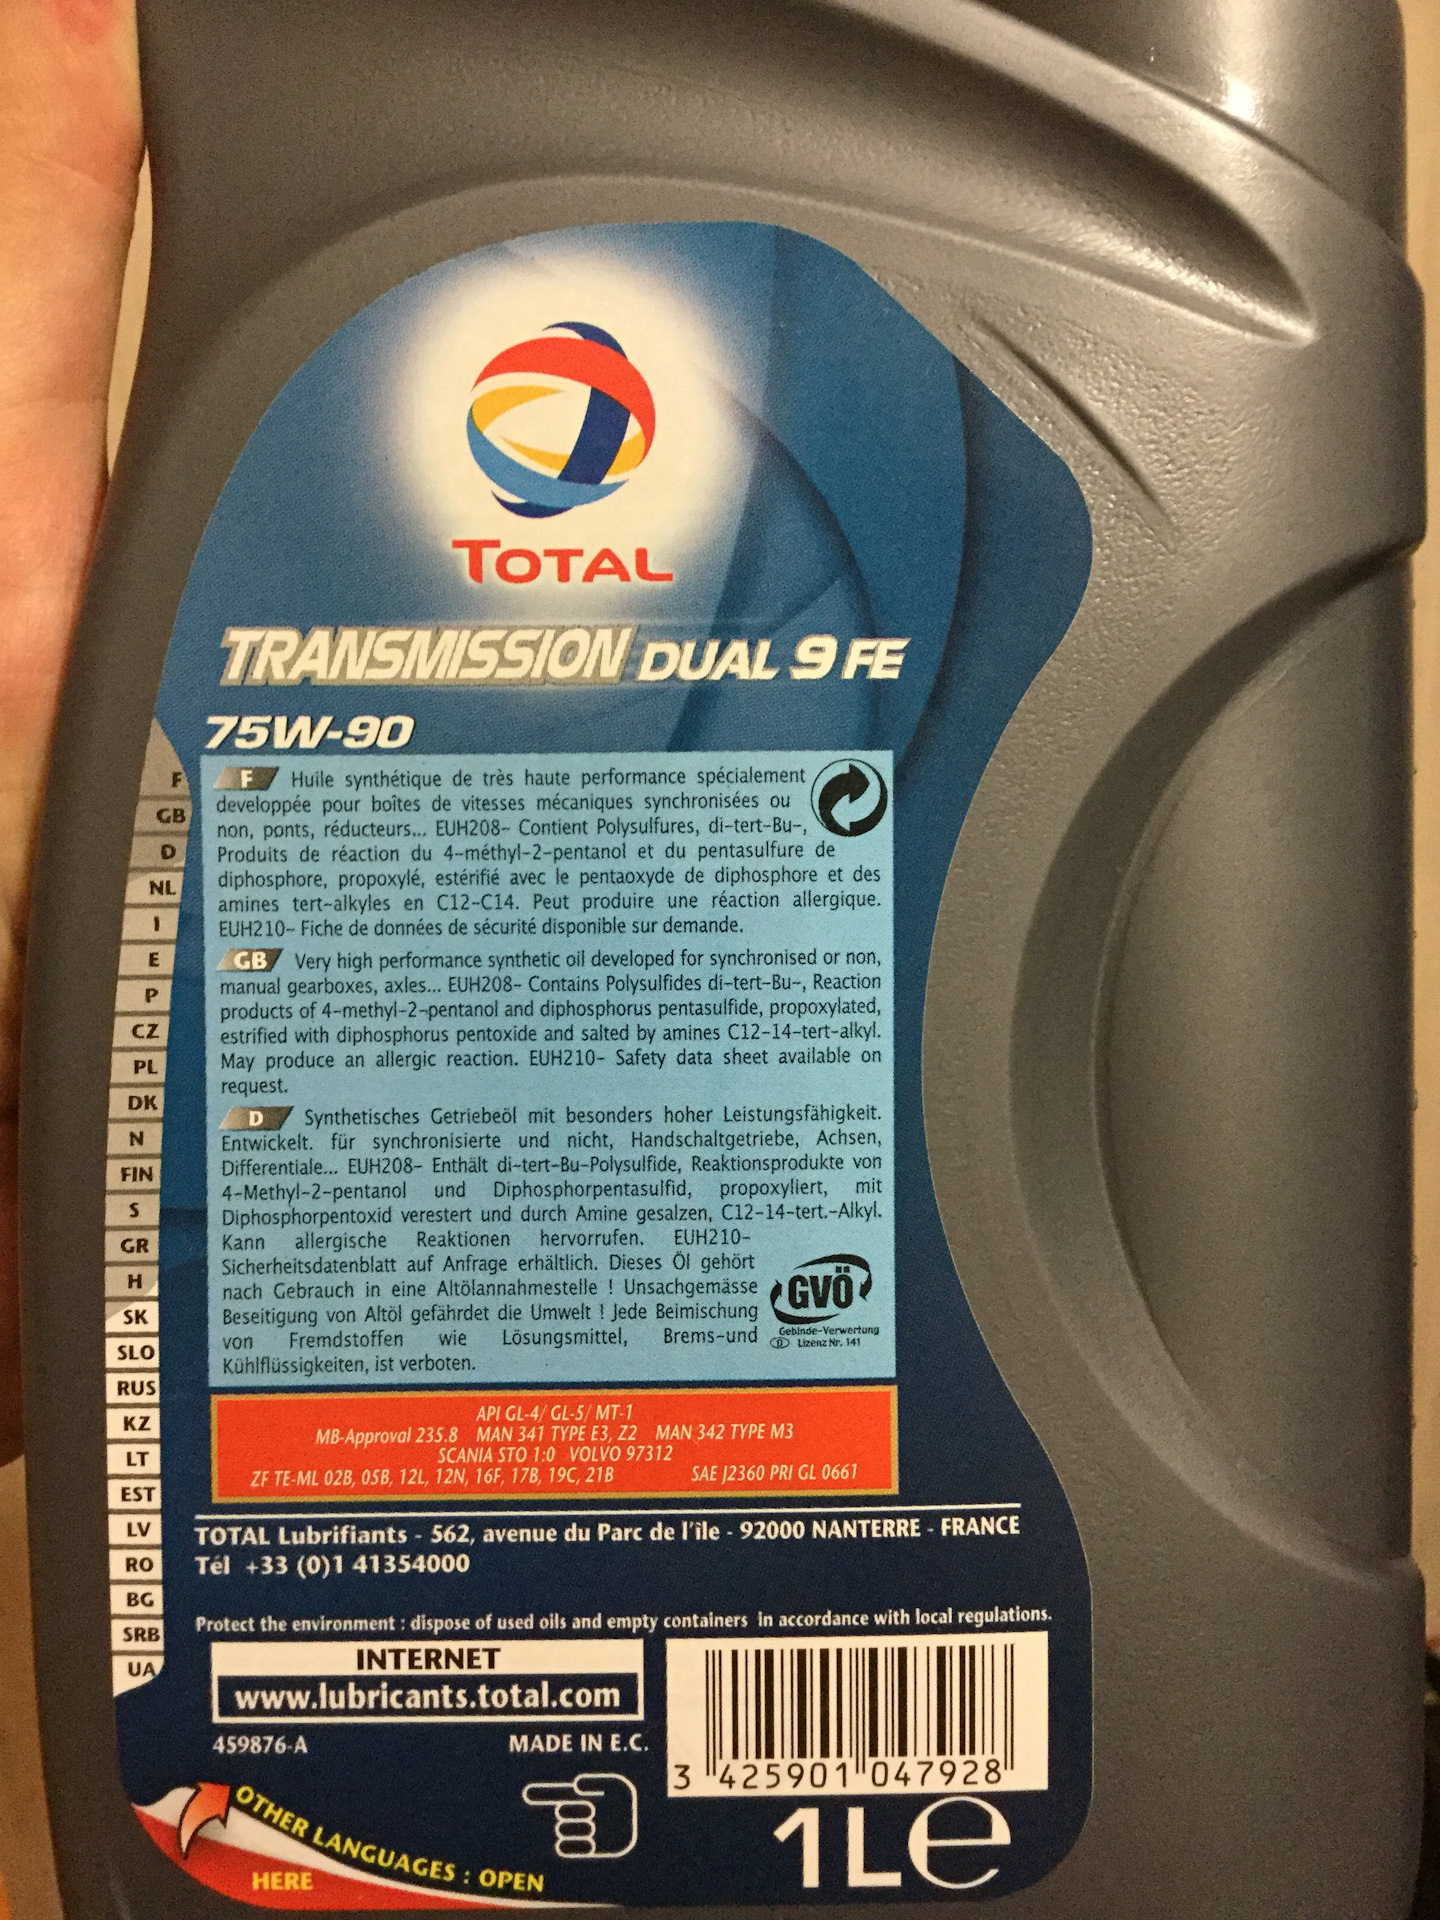 TOTAL
TRANSMISSION DUAL 9 FE
75W-90
F
GB
D
NL
I
E
P
CZ
PL
DK
N
FIN
S
GR
H
SK
SLO
RUS
KZ
LT
EST
LV
RO
BG
SRB
UA
F Huile synthétique de très haute performance spécialement
developpée pour boîtes de vitesses mécaniques synchronisées ou
non, ponts, réducteurs... EUH208- Contient Polysulfures, di-tert-Bu-,
Produits de réaction du 4-méthyl-2-pentanol et du pentasulfure de
diphosphore, propoxylé, estérifié avec le pentaoxyde de diphosphore et des
amines tert-alkyles en C12-C14. Peut produire une réaction allergique.
EUH210- Fiche de données de sécurité disponible sur demande.
GB Very high performance synthetic oil developed for synchronised or non,
manual gearboxes, axles... EUH208- Contains Polysulfides di-tert-Bu-, Reaction
products of 4-methyl-2-pentanol and diphosphorus pentasulfide, propoxylated,
estrified with diphosphorus pentoxide and salted by amines C12-14-tert-alkyl.
May produce an allergic reaction. EUH210- Safety data sheet available on
request.
D Synthetisches Getriebeöl mit besonders hoher Leistungsfähigkeit.
Entwickelt. für synchronisierte und nicht, Handschaltgetriebe, Achsen,
Differentiale... EUH208- Enthält di-tert-Bu-Polysulfide, Reaktionsprodukte von
4-Methyl-2-pentanol und Diphosphorpentasulfid, propoxyliert, mit
Diphosphorpentoxid verestert und durch Amine gesalzen, C12-14-tert.-Alkyl.
Kann allergische Reaktionen hervorrufen. EUH210-
Sicherheitsdatenblatt auf Anfrage erhältlich. Dieses Öl gehört
nach Gebrauch in eine Altölannahmestelle ! Unsachgemässe
Beseitigung von Altöl gefährdet die Umwelt ! Jede Beimischung
von Fremdstoffen wie Lösungsmittel, Brems-und
Kühlflüssigkeiten, ist verboten.
GVÖ
Gebinde-Verwertung
D Lizenz Nr. 141
API GL-4/ GL-5/ MT-1
MB-Approval 235.8 MAN 341 TYPE E3, Z2 MAN 342 TYPE M3
SCANIA STO 1:0 VOLVO 97312
ZF TE-ML 02B, 05B, 12L, 12N, 16F, 17B, 19C, 21B SAE J2360 PRI GL 0661
TOTAL Lubrifiants - 562, avenue du Parc de l'île - 92000 NANTERRE - FRANCE
Tél +33 (0)1 41354000
Protect the environment : dispose of used oils and empty containers in accordance with local regulations.
INTERNET
www.lubricants.total.com
459876-A MADE IN E.C.
3 425901 047928
OTHER LANGUAGES : OPEN
HERE
1L e